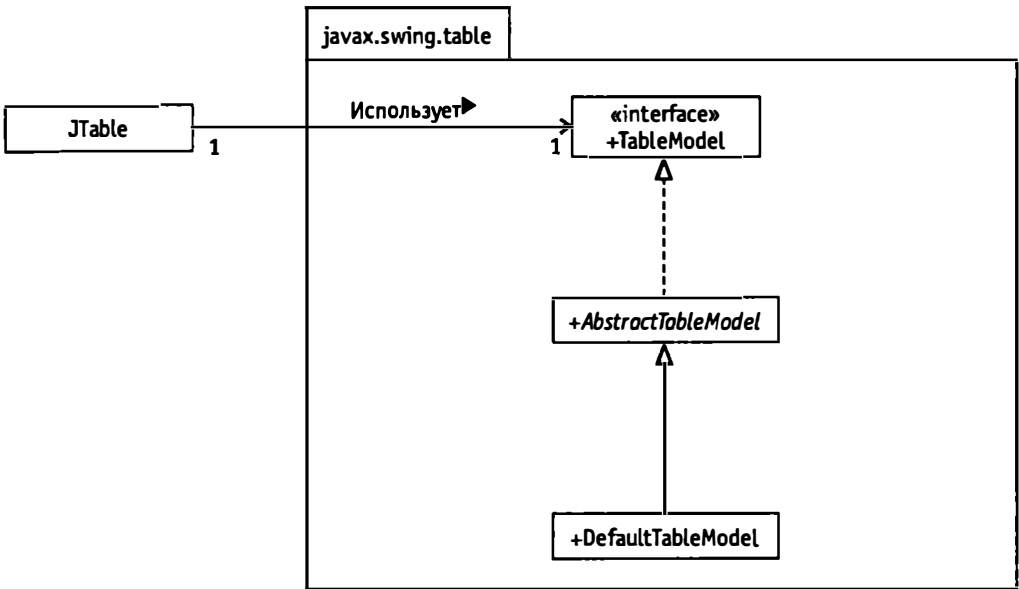 javax.swing.table
Использует▶
JTable
1
1
«interface»
+TableModel
+AbstractTableModel
+DefaultTableModel